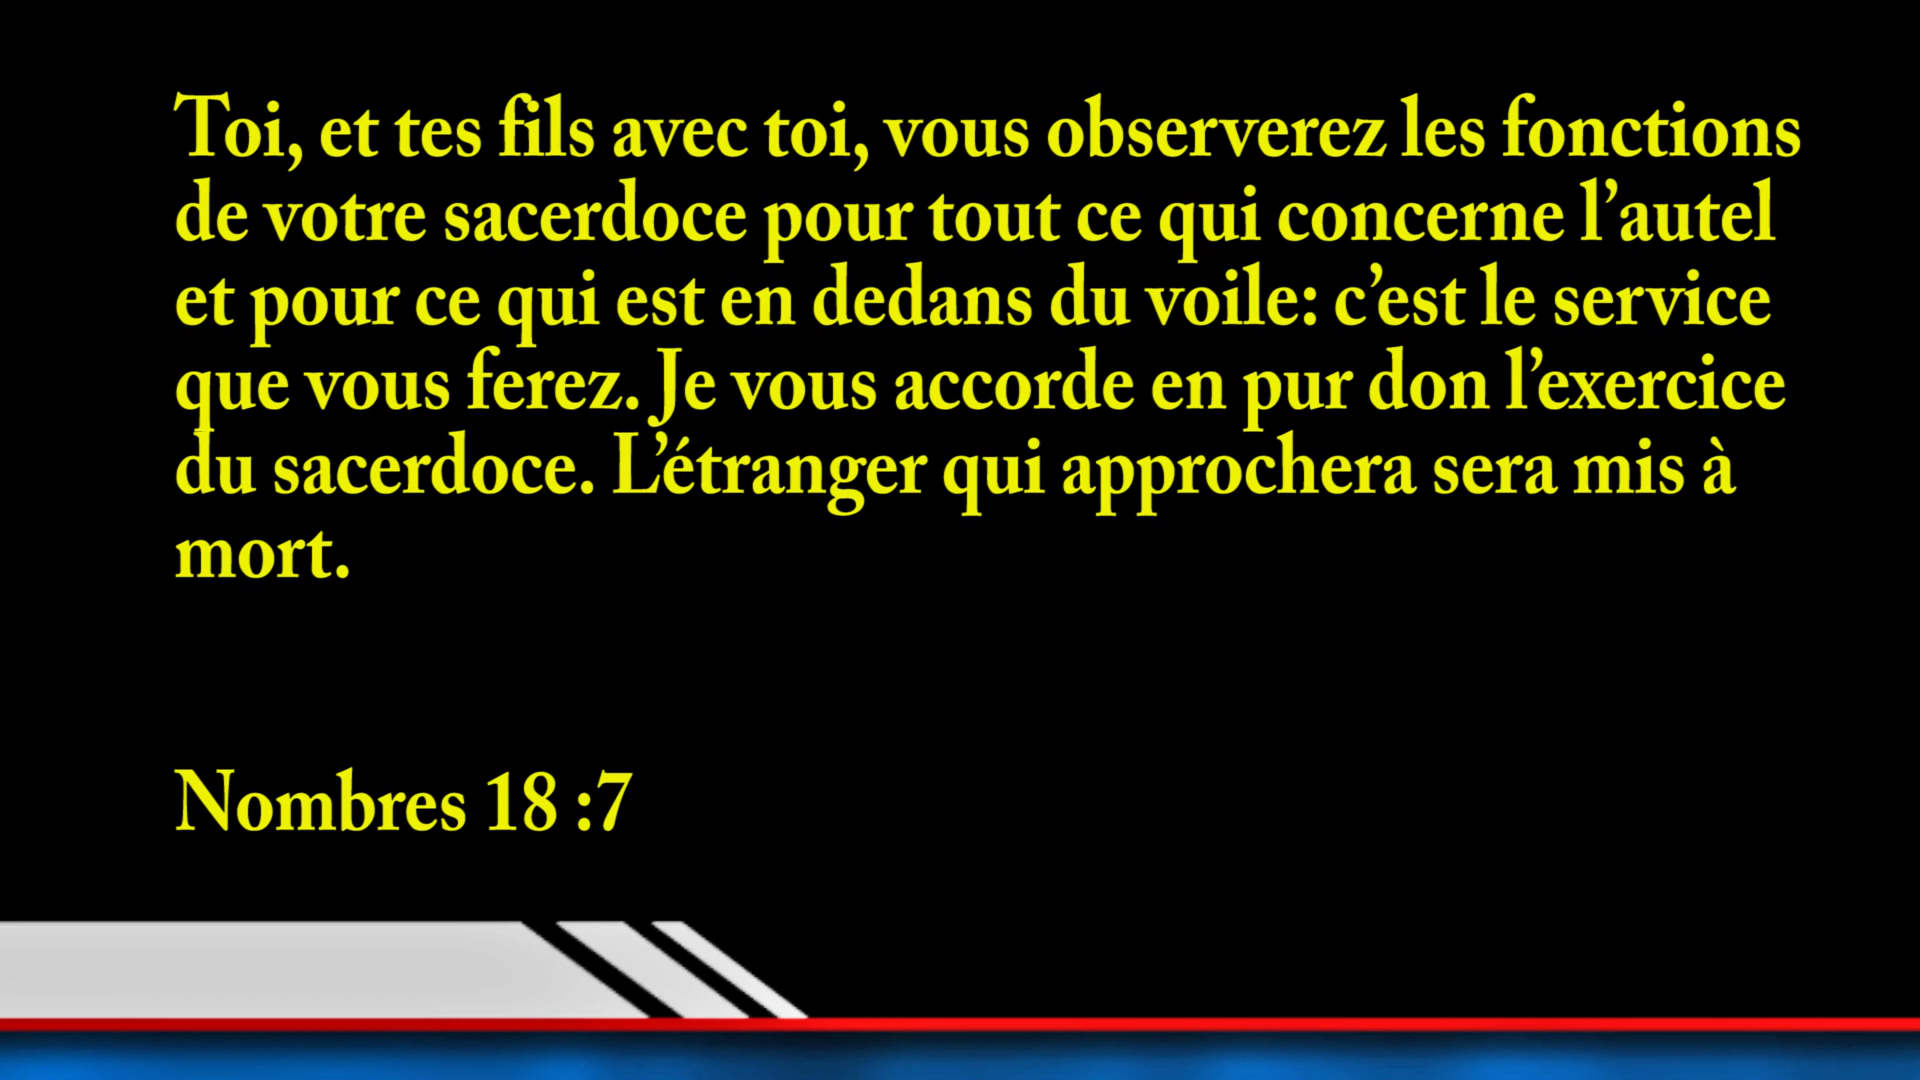 Toi, et tes fils avec toi, vous observerez les fonctions
de votre sacerdoce pour tout ce qui concerne l’autel
et pour ce qui est en dedans du voile: c’est le service
que vous ferez. Je vous accorde en pur don l’exercice
du sacerdoce. L’étranger qui approchera sera mis à
mort.
Nombres 18 :7